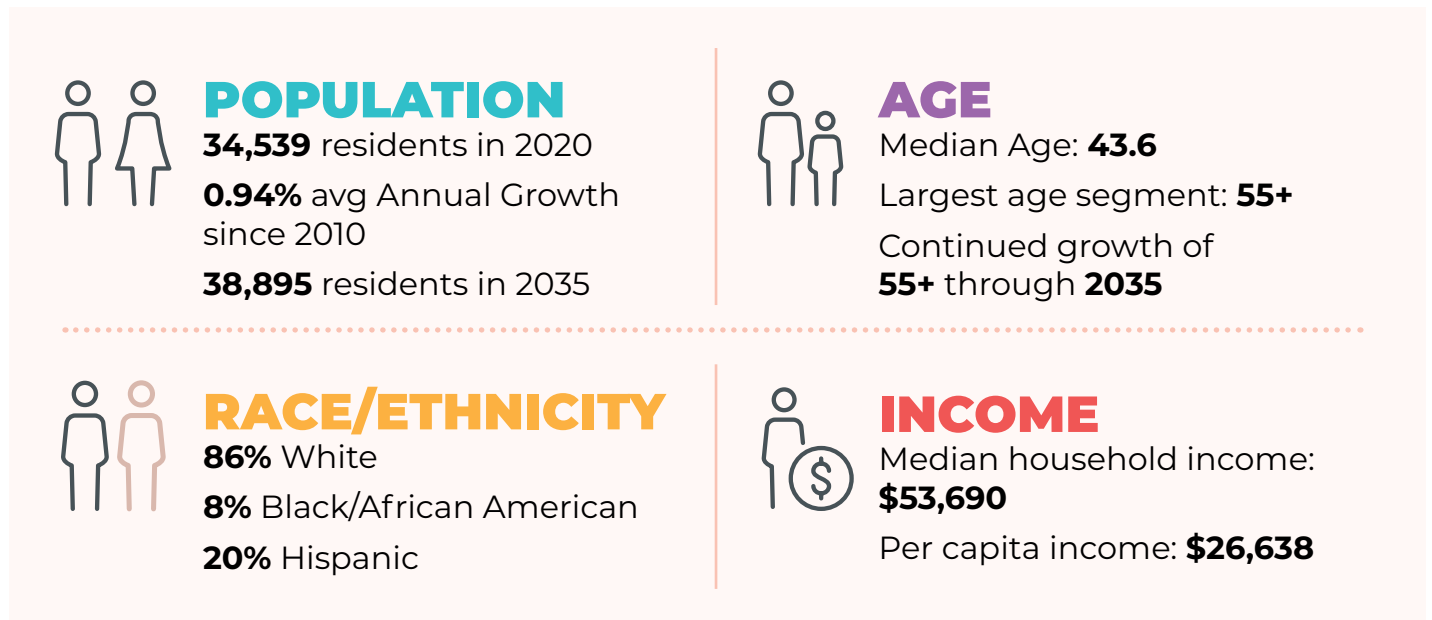 POPULATION
34,539 residents in 2020
0.94% avg Annual Growth
since 2010
38,895 residents in 2035
AGE
Median Age: 43.6
Largest age segment: 55+
Continued growth of
55+ through 2035
RACE/ETHNICITY
86% White
8% Black/African American
20% Hispanic
INCOME
Median household income:
$53,690
Per capita income: $26,638
$